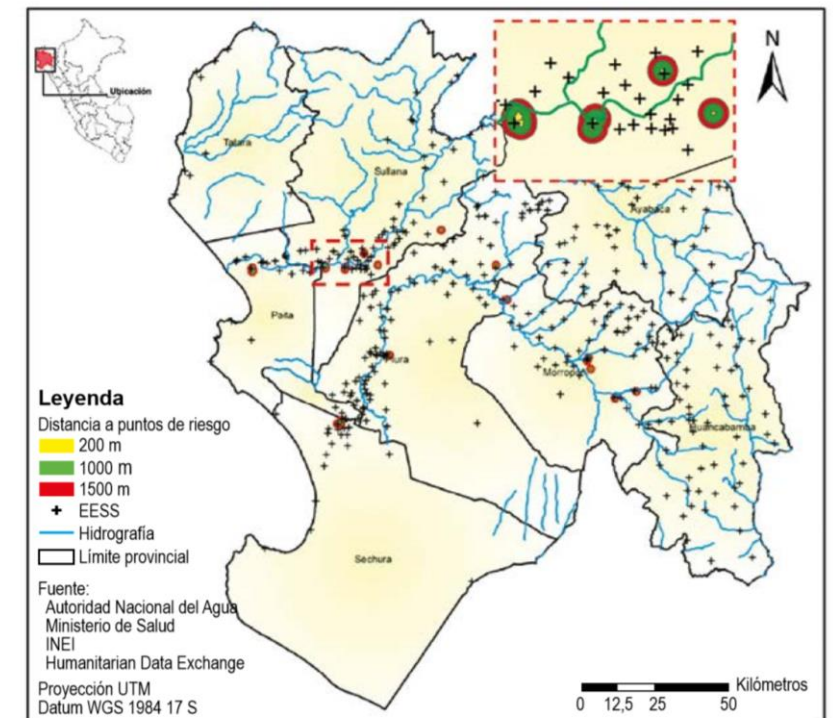 Ubicación
N
Talara
Sullana
Ayabaca
Paita
Piura
Morropón
Huancabamba
Sechura
Leyenda
Distancia a puntos de riesgo
200 m
1000 m
1500 m
EESS
Hidrografía
Límite provincial
Fuente:
Autoridad Nacional del Agua
Ministerio de Salud
INEI
Humanitarian Data Exchange
Proyección UTM
Datum WGS 1984 17 S
Kilómetros
0 12,5 25 50